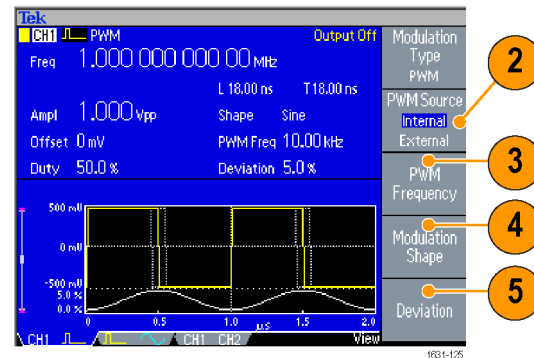 Tek
CH1 PWM Output Off
Freq 1.000 000 000 00 MHz
L 18.00 ns T18.00 ns
Ampl 1.000 Vpp Shape Sine
Offset 0 mV PWM Freq 10.00 kHz
Duty 50.0 % Deviation 5.0 %
500 mV
0 mV
-500 mV
5.0 %
0.0 %
0 0.5 1.0 1.5 2.0
µs
CH1 CH1 CH2 View
Modulation
Type
PWM
PWM Source
Internal
External
PWM
Frequency
Modulation
Shape
Deviation
2
3
4
5
1631-125